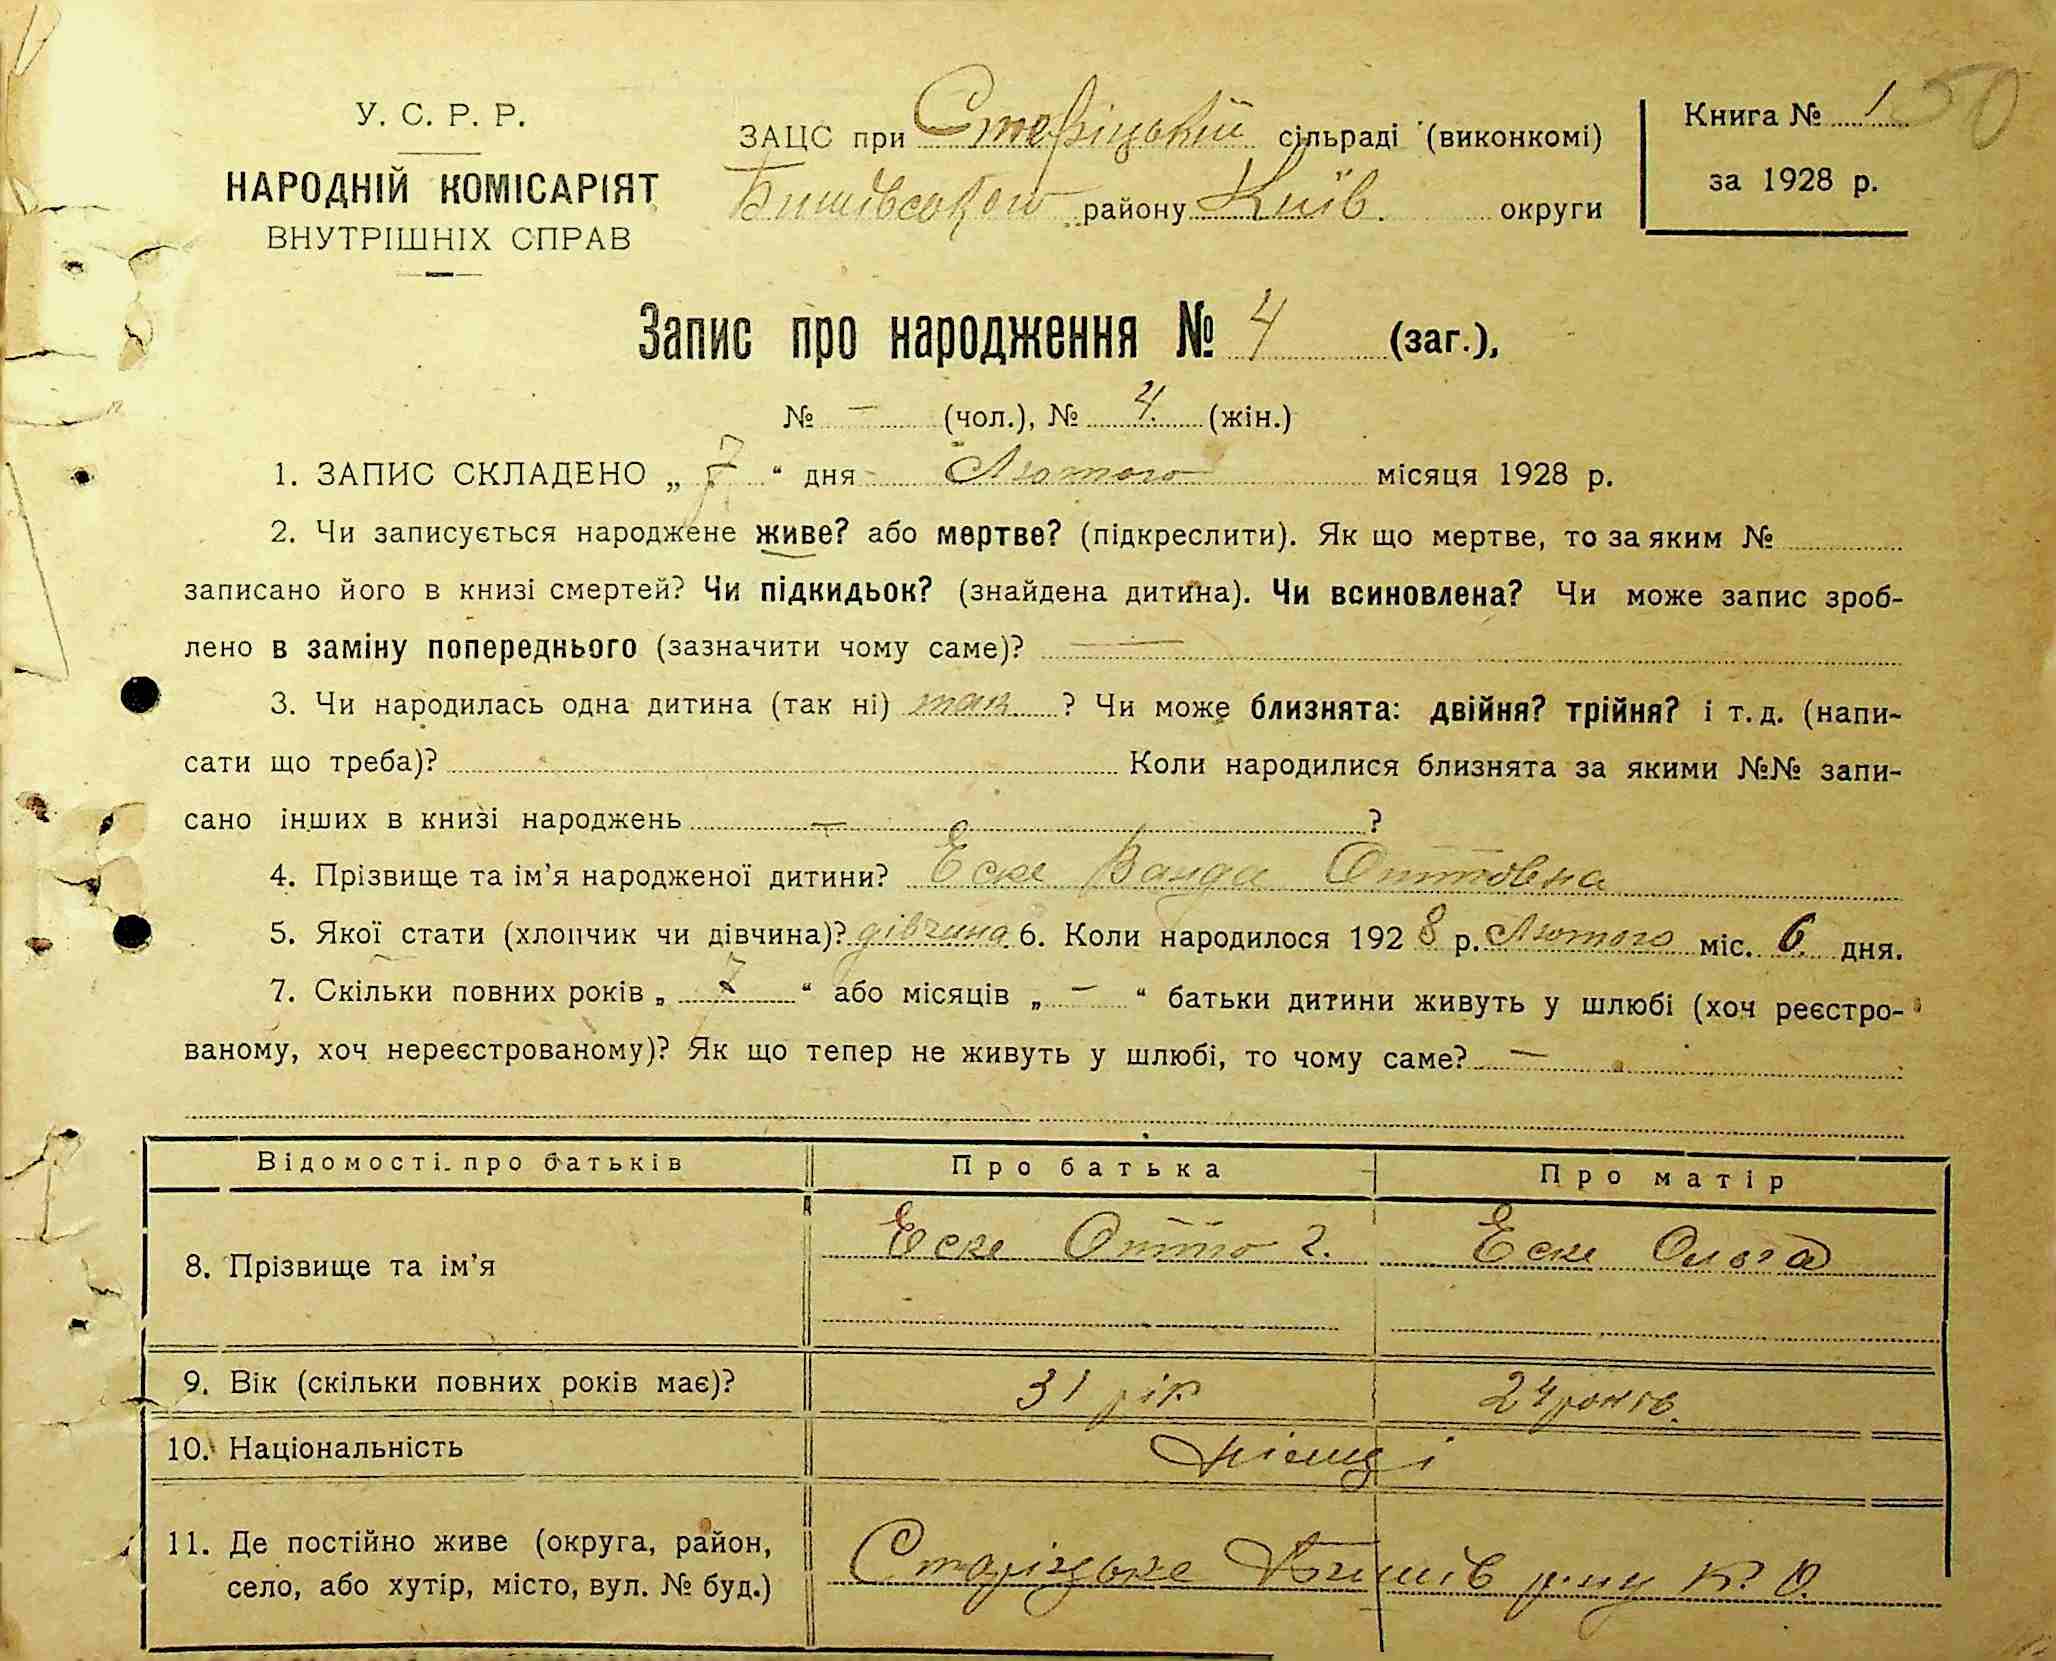 У. С. Р. Р.
НАРОДНІЙ КОМІСАРІЯТ
ВНУТРІШНІХ СПРАВ
ЗАЦС при Старіцькій сільраді (виконкомі)
Бишівського району Київ. округи
Книга № 1
за 1928 р.
50
Запис про народження № 4 (заг.),
№ — (чол.), № 4. (жін.)
1. ЗАПИС СКЛАДЕНО „ 7 “ дня Лютого місяця 1928 р.
2. Чи записується народжене живе? або мертве? (підкреслити). Як що мертве, то за яким №
записано його в книзі смертей? Чи підкидьок? (знайдена дитина). Чи всиновлена? Чи може запис зроб-
лено в заміну попереднього (зазначити чому саме)? —
3. Чи народилась одна дитина (так ні) так ? Чи може близнята: двійня? трійня? і т. д. (напи-
сати що треба)? Коли народилися близнята за якими №№ запи-
сано інших в книзі народжень — ?
4. Прізвище та ім’я народженої дитини? Еске Ванда Оттовна
5. Якої стати (хлопчик чи дівчина)? дівчина 6. Коли народилося 1928 р. Лютого міс. 6 дня.
7. Скільки повних років „ 7 “ або місяців „ — “ батьки дитини живуть у шлюбі (хоч реєстро-
ваному, хоч нереєстрованому)? Як що тепер не живуть у шлюбі, то чому саме? —
Відомості про батьків Про батька Про матір
8. Прізвище та ім’я Еске Отто Г. Еске Ольга
9. Вік (скільки повних років має)? 31 рік 24 років.
10. Національність німці
11. Де постійно живе (округа, район,
село, або хутір, місто, вул. № буд.) Старіцьке Бишів р-ну К. О.